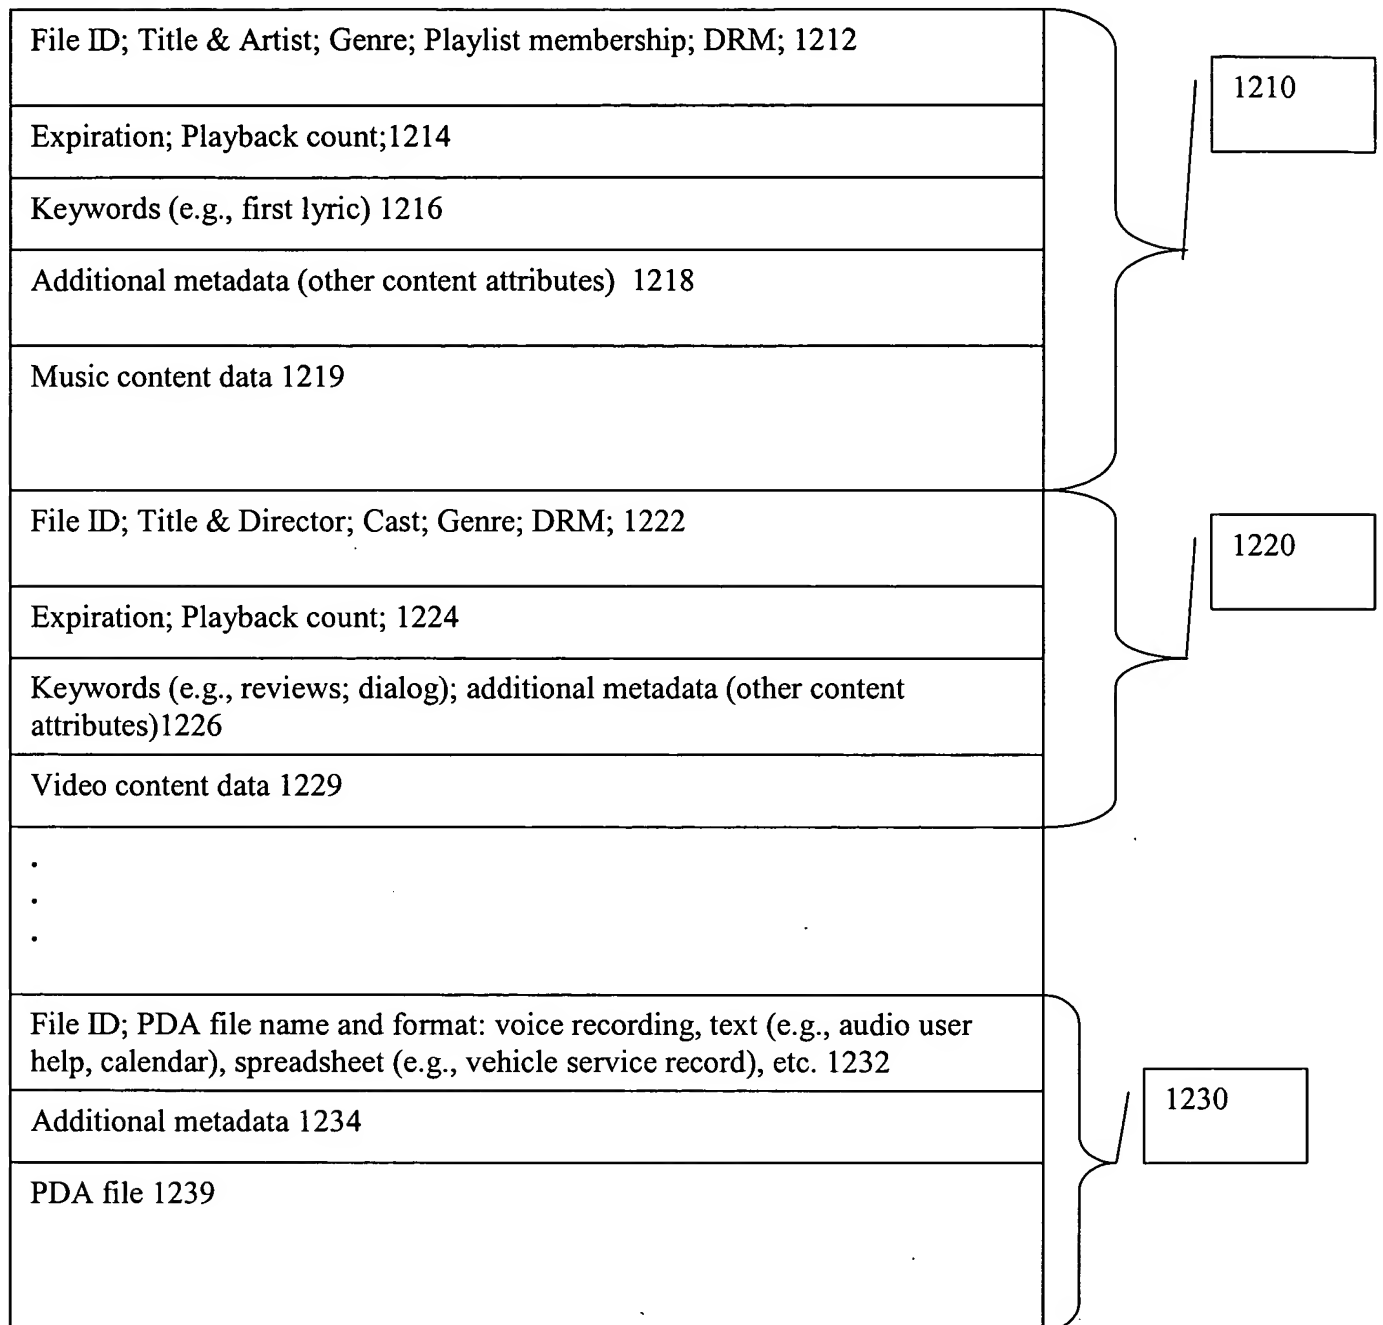 File ID; Title & Artist; Genre; Playlist membership; DRM; 1212
1210
Expiration; Playback count;1214
Keywords (e.g., first lyric) 1216
Additional metadata (other content attributes) 1218
Music content data 1219
File ID; Title & Director; Cast; Genre; DRM; 1222
1220
Expiration; Playback count; 1224
Keywords (e.g., reviews; dialog); additional metadata (other content
attributes)1226
Video content data 1229
.
.
.
File ID; PDA file name and format: voice recording, text (e.g., audio user
help, calendar), spreadsheet (e.g., vehicle service record), etc. 1232
1230
Additional metadata 1234
PDA file 1239